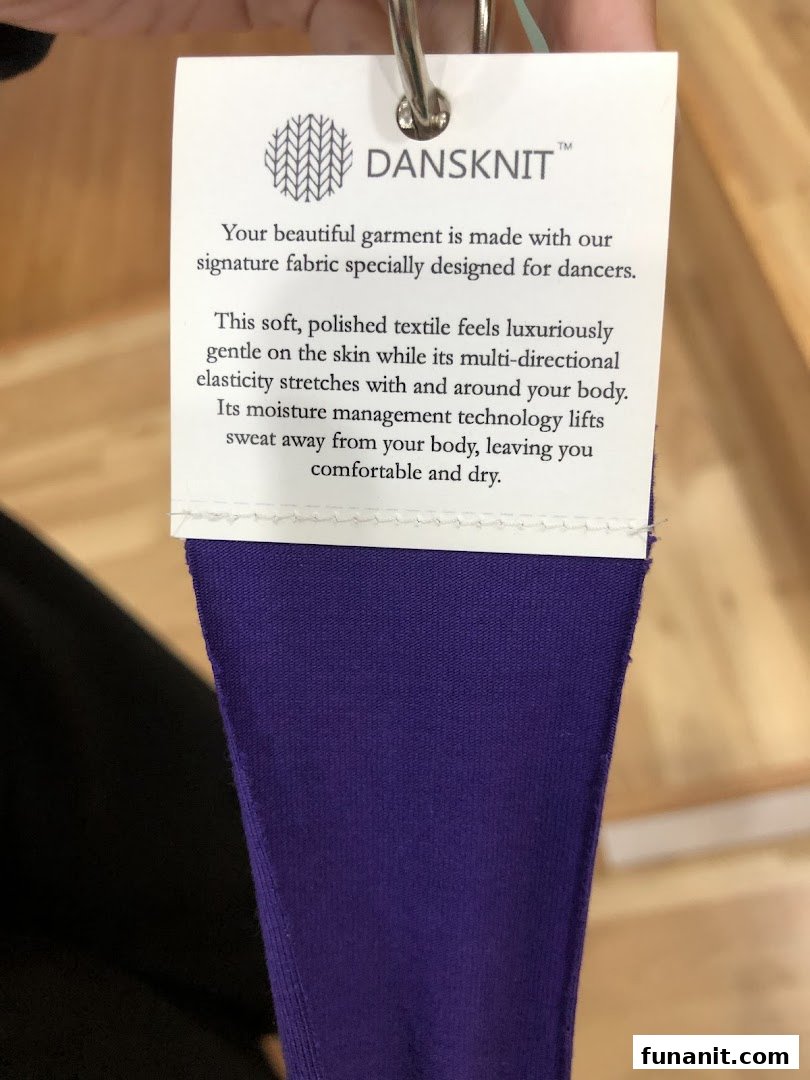 DANSKNIT™
Your beautiful garment is made with our
signature fabric specially designed for dancers.
This soft, polished textile feels luxuriously
gentle on the skin while its multi-directional
elasticity stretches with and around your body.
Its moisture management technology lifts
sweat away from your body, leaving you
comfortable and dry.
funanit.com